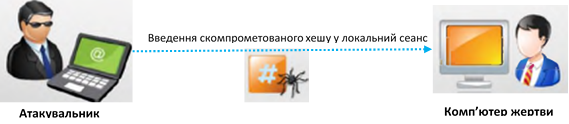 Введення скомпрометованого хешу у локальний сеанс
@
#
Атакувальник
Комп’ютер жертви